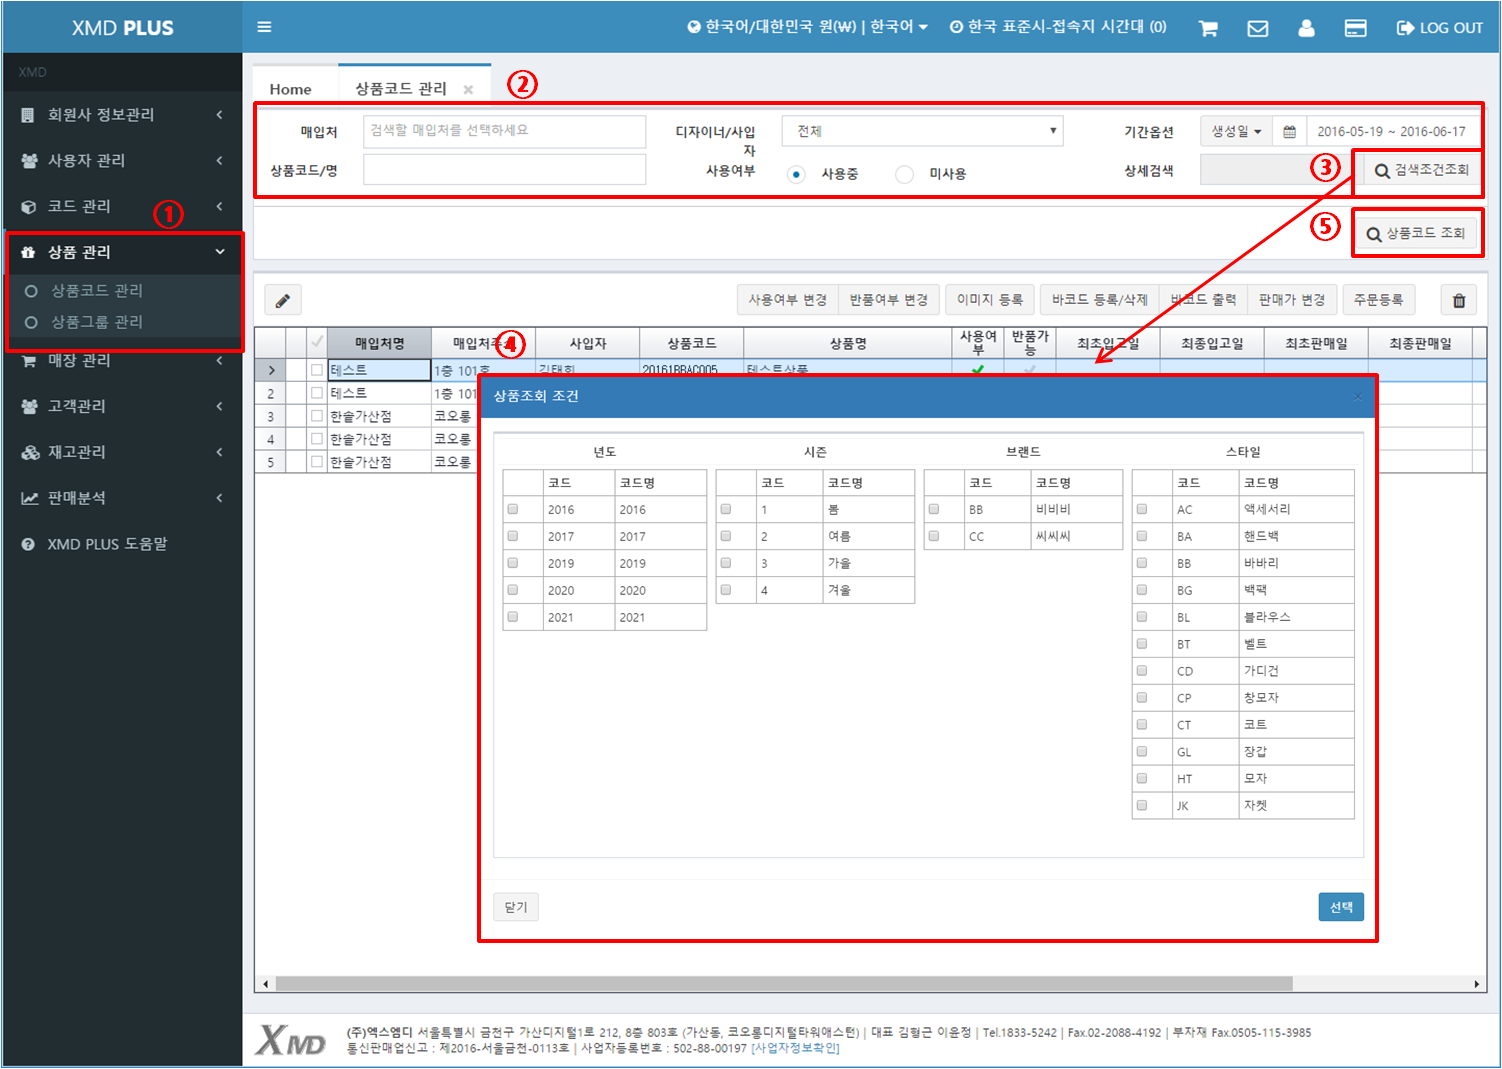 XMD PLUS
한국어/대한민국 원(₩) | 한국어
한국 표준시-접속지 시간대 (0)
LOG OUT
XMD
회원사 정보관리
사용자 관리
코드 관리
①
상품 관리
상품코드 관리
상품그룹 관리
매장 관리
고객관리
재고관리
판매분석
XMD PLUS 도움말
Home
상품코드 관리
②
매입처
검색할 매입처를 선택하세요
디자이너/사입자
전체
기간옵션
생성일
2016-05-19 ~ 2016-06-17
상품코드/명
사용여부
사용중
미사용
상세검색
③
검색조건조회
⑤
상품코드 조회
사용여부 변경
반품여부 변경
이미지 등록
바코드 등록/삭제
바코드 출력
판매가 변경
주문등록
매입처명 매입처주 ④ 사입자 상품코드 상품명 사용여부 반품가능 최초입고일 최종입고일 최초판매일 최종판매일
테스트 1층 101호 김태희 20161BBAC005 테스트상품
2 테스트 1층 101
3 한솔가산점 코오롱
4 한솔가산점 코오롱
5 한솔가산점 코오롱
상품조회 조건
년도
코드 코드명
2016 2016
2017 2017
2019 2019
2020 2020
2021 2021
시즌
코드 코드명
1 봄
2 여름
3 가을
4 겨울
브랜드
코드 코드명
BB 비비비
CC 씨씨씨
스타일
코드 코드명
AC 액세서리
BA 핸드백
BB 바바리
BG 백팩
BL 블라우스
BT 벨트
CD 가디건
CP 창모자
CT 코트
GL 장갑
HT 모자
JK 자켓
닫기
선택
XMD
(주)엑스엠디 서울특별시 금천구 가산디지털1로 212, 8층 803호 (가산동, 코오롱디지털타워애스턴) | 대표 김형근 이윤정 | Tel.1833-5242 | Fax.02-2088-4192 | 부자재 Fax.0505-115-3985
통신판매업신고 : 제2016-서울금천-0113호 | 사업자등록번호 : 502-88-00197 [사업자정보확인]